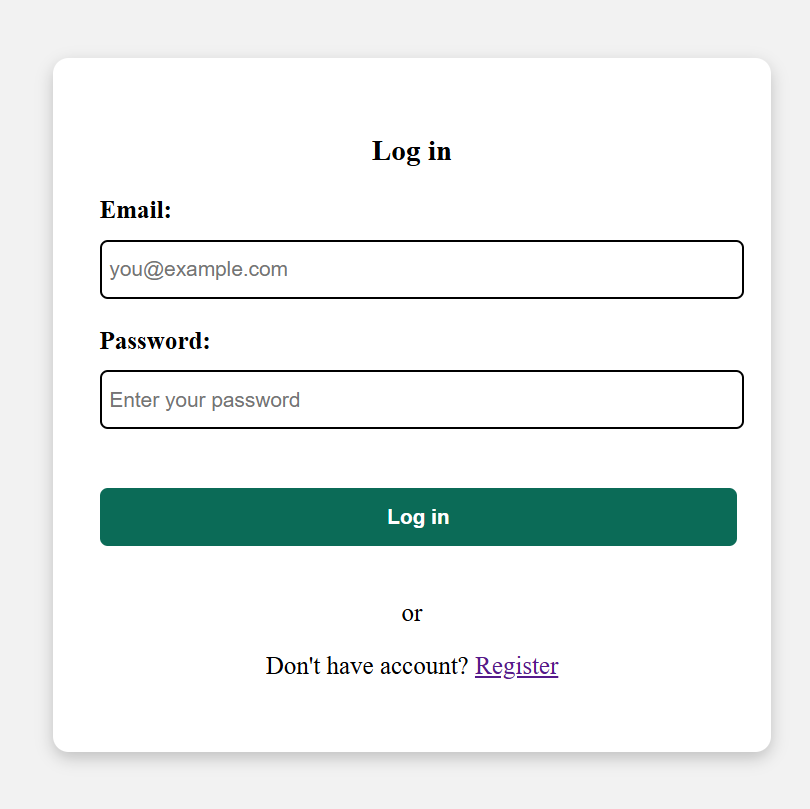 Log in
Email:
you@example.com
Password:
Enter your password
Log in
or
Don't have account? Register